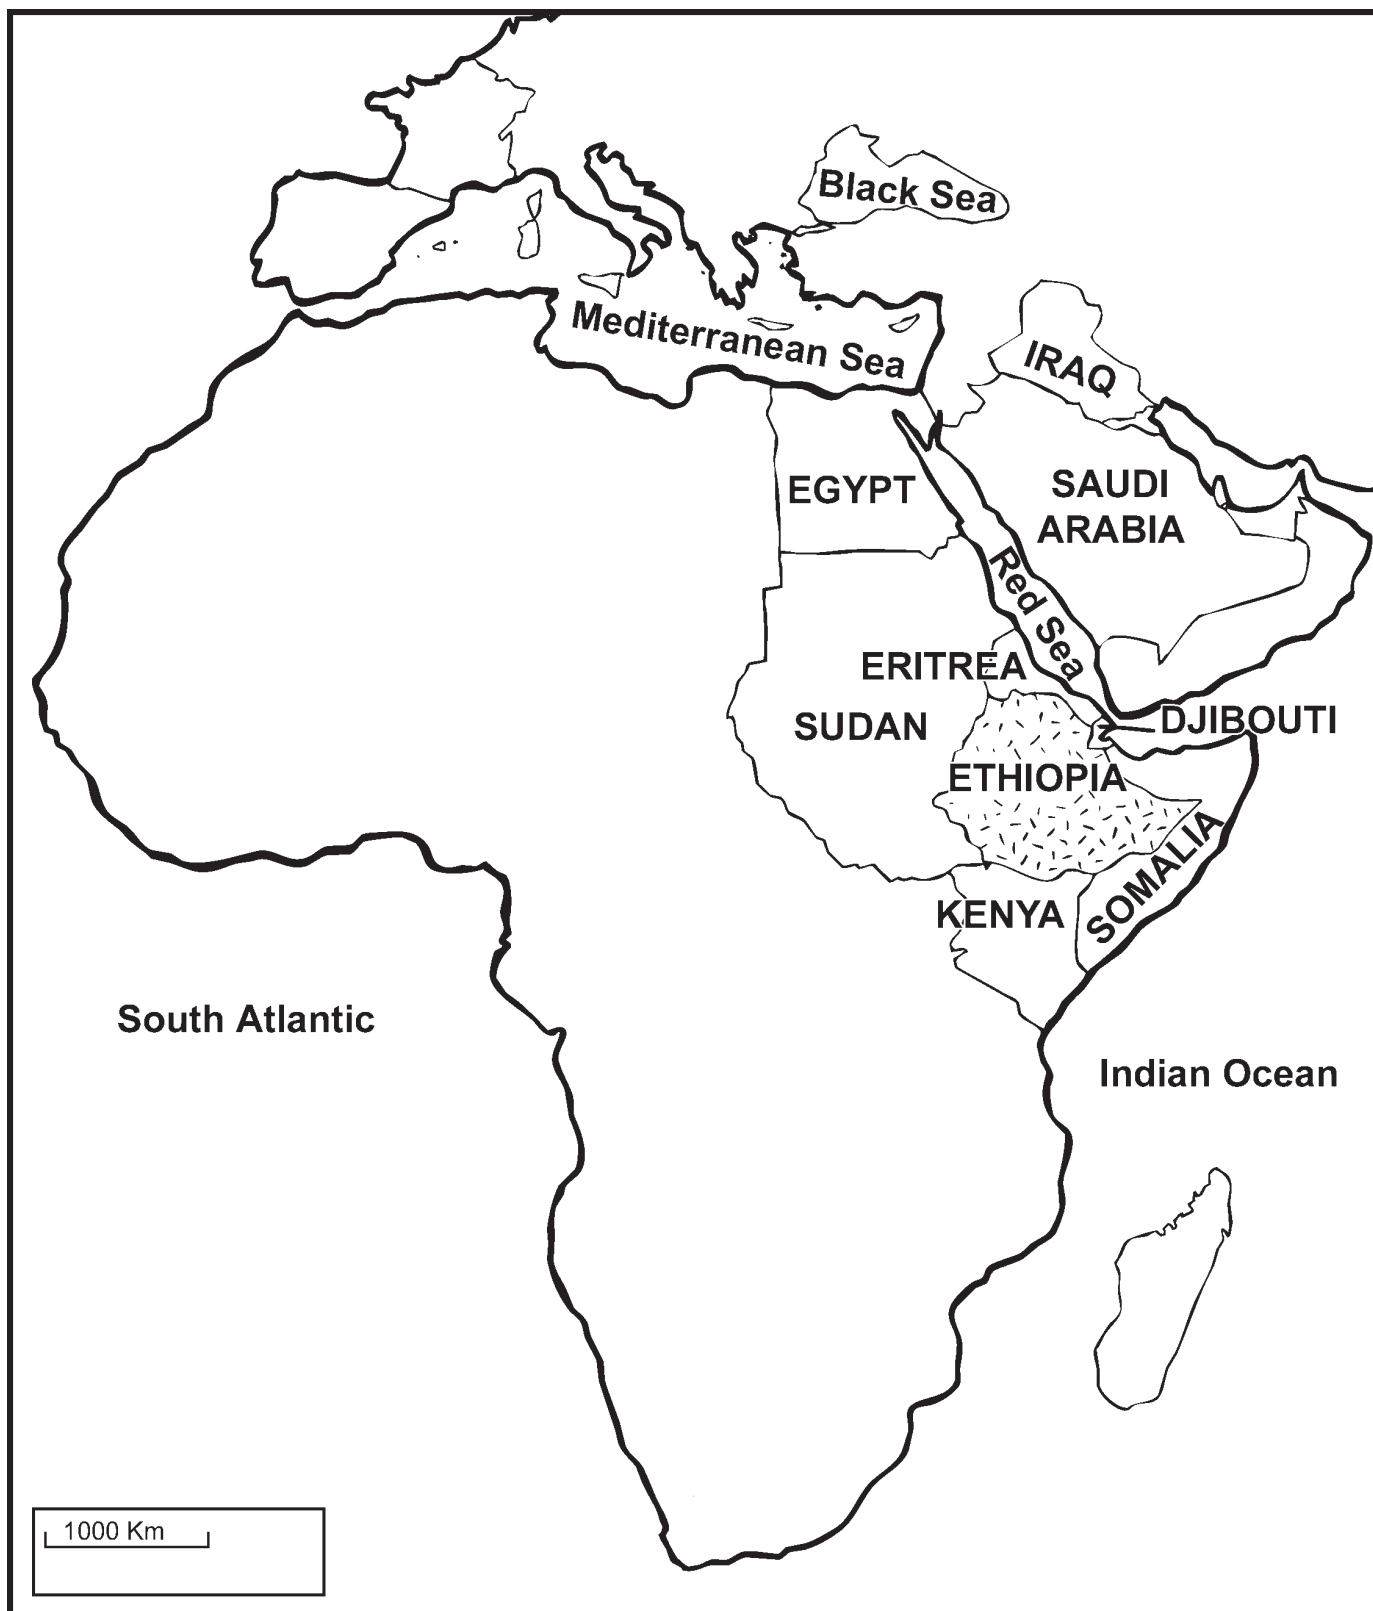 Black Sea
Mediterranean Sea
IRAQ
EGYPT
SAUDI
ARABIA
Red Sea
ERITREA
SUDAN
DJIBOUTI
ETHIOPIA
SOMALIA
KENYA
South Atlantic
Indian Ocean
1000 Km